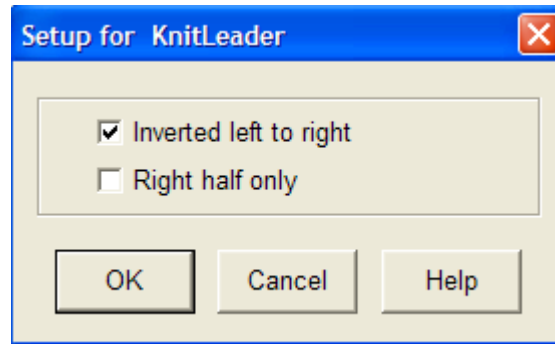 Setup for KnitLeader
Inverted left to right
Right half only
OK Cancel Help